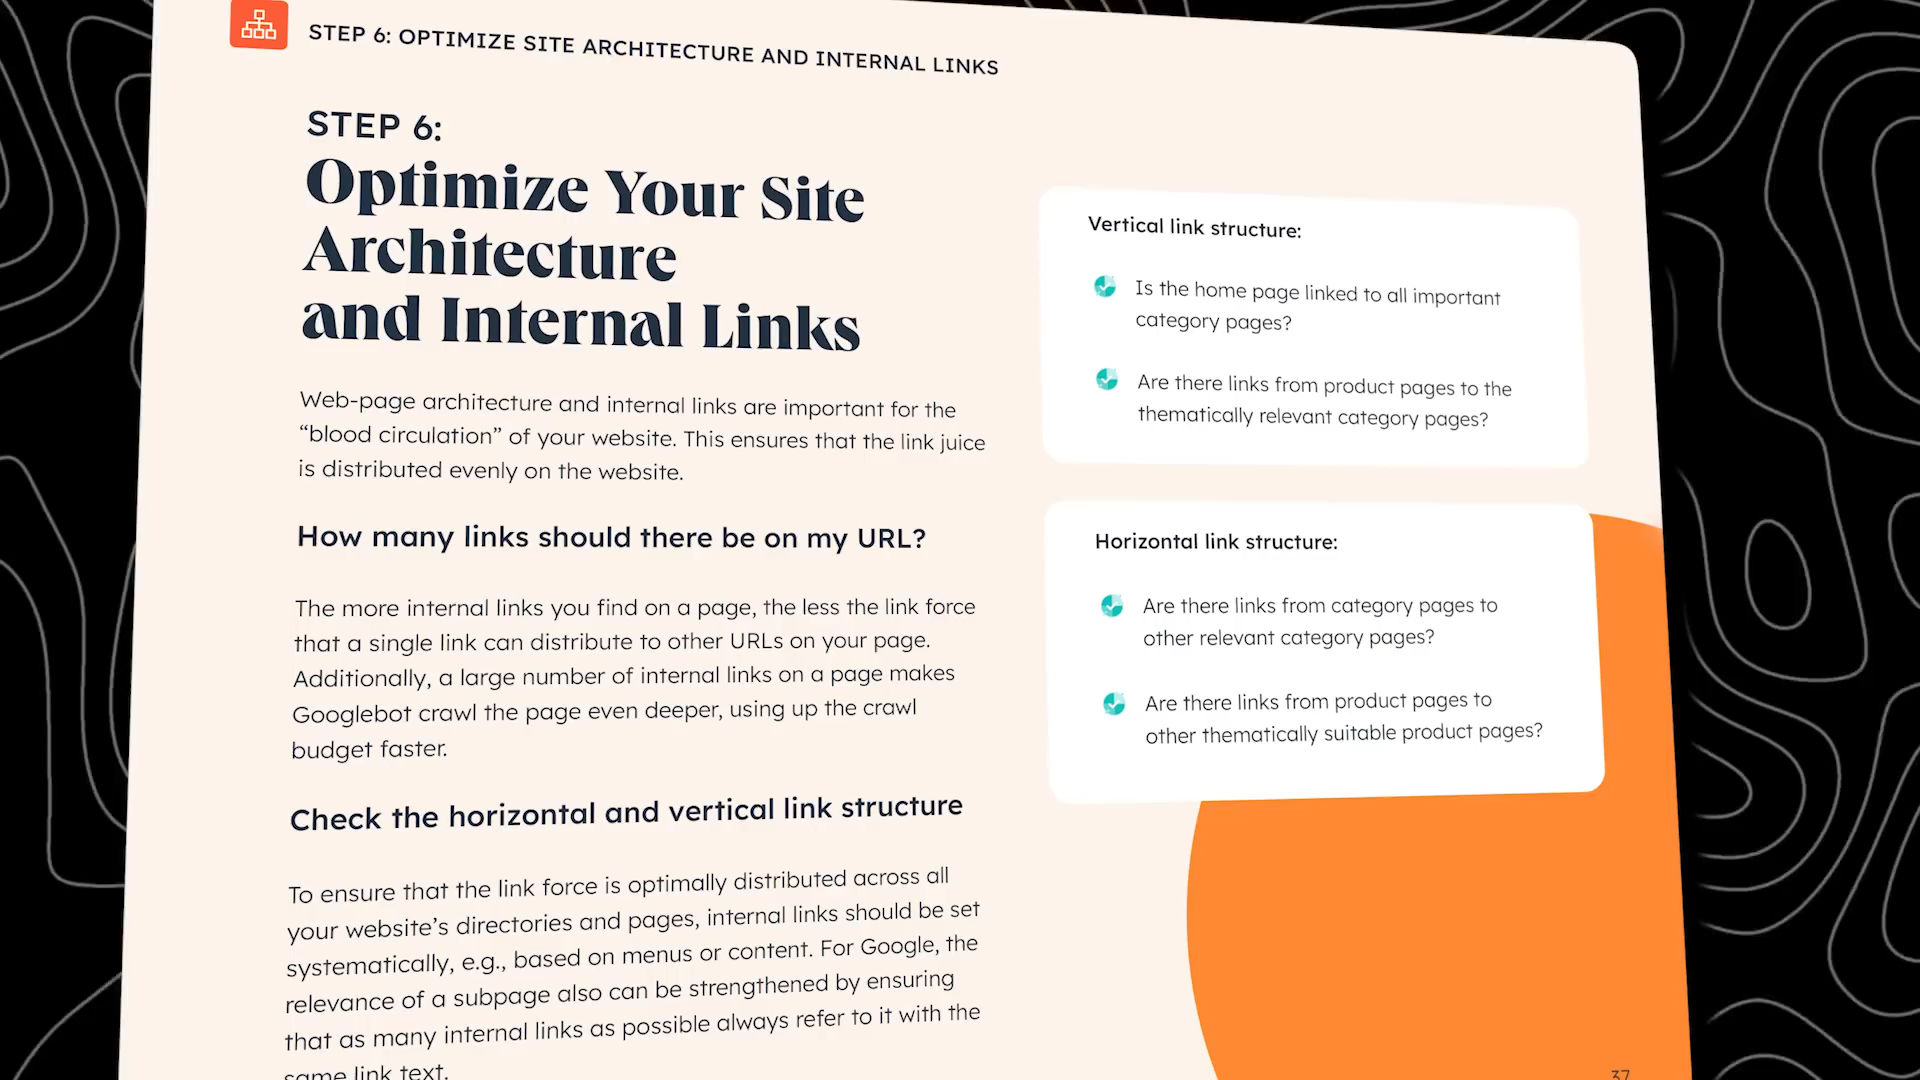 STEP 6: OPTIMIZE SITE ARCHITECTURE AND INTERNAL LINKS
STEP 6:
Optimize Your Site
Architecture
and Internal Links
Web-page architecture and internal links are important for the
“blood circulation” of your website. This ensures that the link juice
is distributed evenly on the website.
How many links should there be on my URL?
The more internal links you find on a page, the less the link force
that a single link can distribute to other URLs on your page.
Additionally, a large number of internal links on a page makes
Googlebot crawl the page even deeper, using up the crawl
budget faster.
Check the horizontal and vertical link structure
To ensure that the link force is optimally distributed across all
your website’s directories and pages, internal links should be set
systematically, e.g., based on menus or content. For Google, the
relevance of a subpage also can be strengthened by ensuring
that as many internal links as possible always refer to it with the
same link text.
Vertical link structure:
Is the home page linked to all important
category pages?
Are there links from product pages to the
thematically relevant category pages?
Horizontal link structure:
Are there links from category pages to
other relevant category pages?
Are there links from product pages to
other thematically suitable product pages?
37